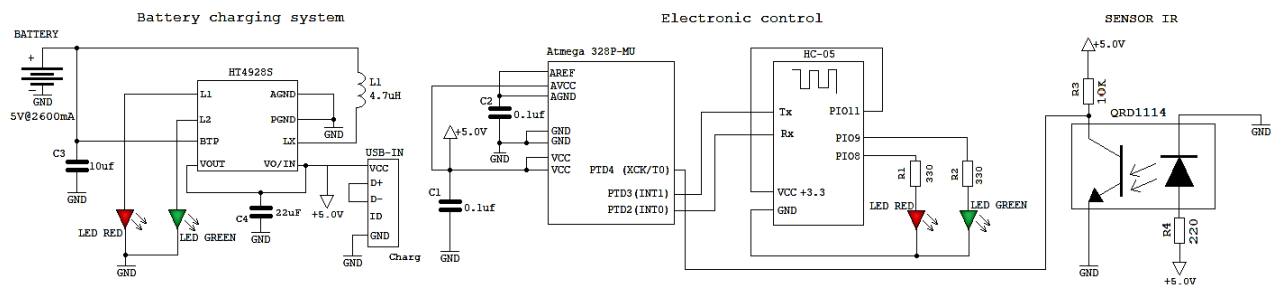 Battery charging system
Electronic control
SENSOR IR
BATTERY
+
-
GND
5V@2600mA
HT4928S
L1
L2
BTP
VOUT
AGND
PGND
LX
VO/IN
L1
4.7uH
C3
10uf
GND
GND
C4
22uF
GND
+5.0V
LED RED
LED GREEN
GND
USB-IN
VCC
D+
D-
ID
GND
GND
Charg
Atmega 328P-MU
AREF
AVCC
AGND
GND
GND
VCC
VCC
PTD4 (XCK/T0)
PTD3(INT1)
PTD2(INT0)
C2
0.1uf
GND
+5.0V
C1
0.1uf
GND
HC-05
Tx
Rx
PIO11
PIO9
PIO8
VCC +3.3
GND
R1
330
R2
330
LED RED
LED GREEN
GND
+5.0V
R3
10K
QRD1114
GND
R4
220
GND
+5.0V